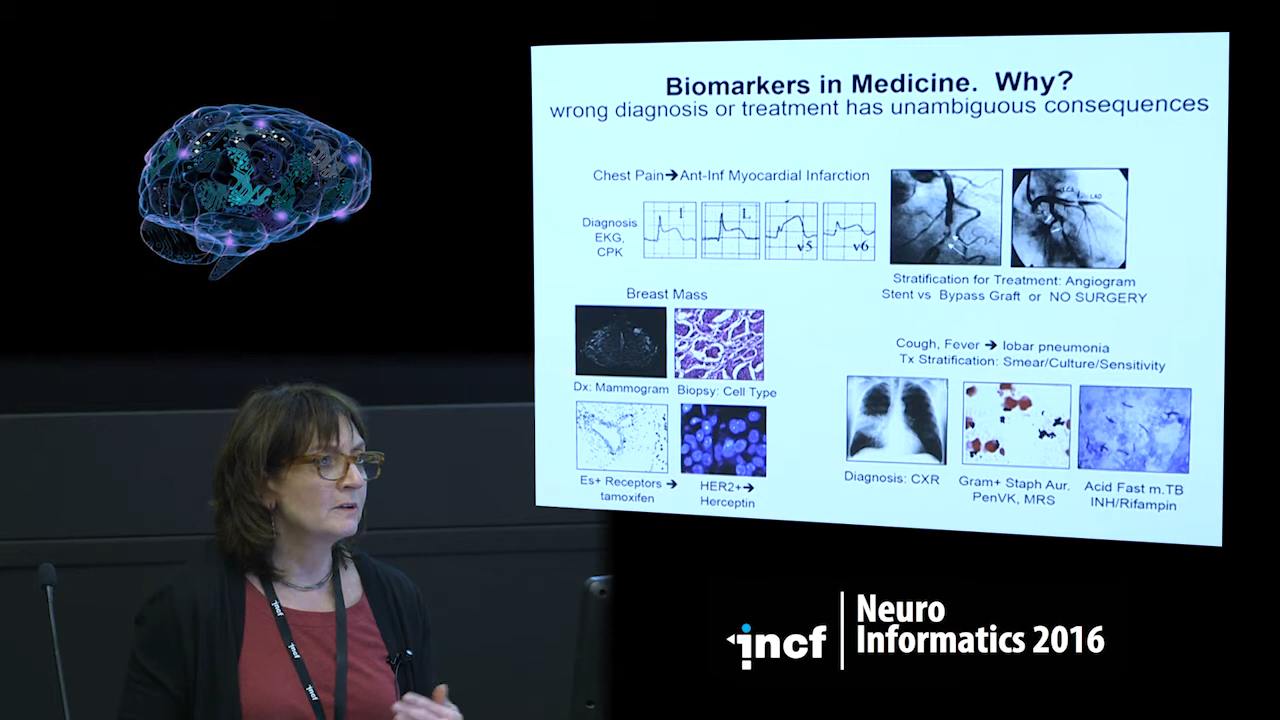 Biomarkers in Medicine. Why?
wrong diagnosis or treatment has unambiguous consequences
Chest Pain➔Ant-Inf Myocardial Infarction
Diagnosis
EKG,
CPK
I
L
v5
v6
LAD
Stratification for Treatment: Angiogram
Stent vs Bypass Graft or NO SURGERY
Breast Mass
Dx: Mammogram
Biopsy: Cell Type
Es+ Receptors ➔
tamoxifen
HER2+➔
Herceptin
Cough, Fever ➔ lobar pneumonia
Tx Stratification: Smear/Culture/Sensitivity
Diagnosis: CXR
Gram+ Staph Aur.
PenVK, MRS
Acid Fast m.TB
INH/Rifampin
incf
Neuro
Informatics 2016